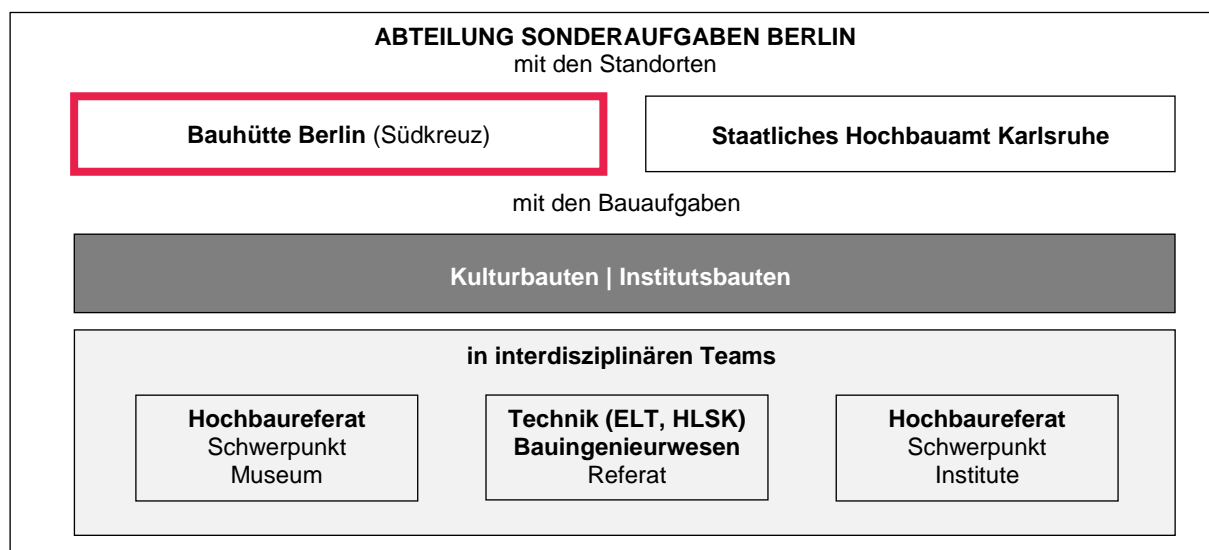 ABTEILUNG SONDERAUFGABEN BERLIN
mit den Standorten
Bauhütte Berlin (Südkreuz)
Staatliches Hochbauamt Karlsruhe
mit den Bauaufgaben
Kulturbauten | Institutsbauten
in interdisziplinären Teams
Hochbaureferat
Schwerpunkt
Museum
Technik (ELT, HLSK)
Bauingenieurwesen
Referat
Hochbaureferat
Schwerpunkt
Institute